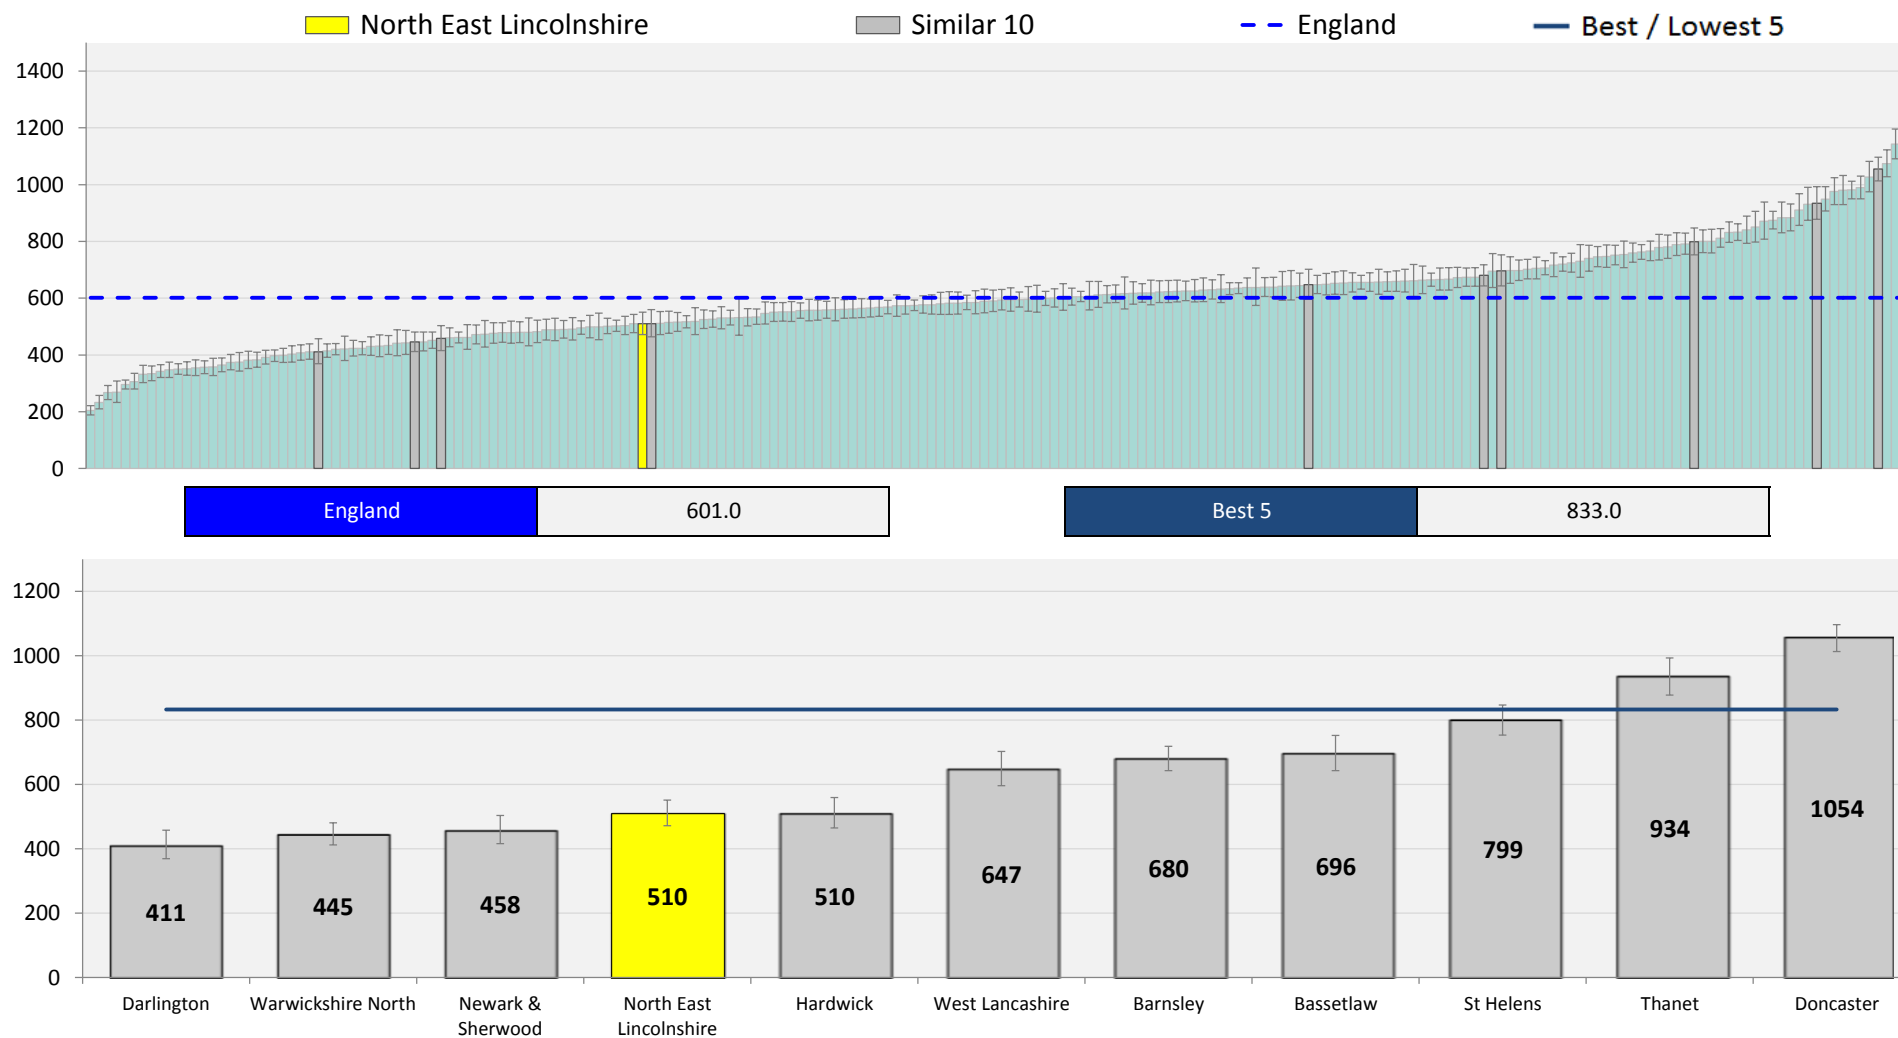 North East Lincolnshire
Similar 10
England
Best / Lowest 5
1400
1200
1000
800
600
400
200
0
England
601.0
Best 5
833.0
1200
1000
800
600
400
200
0
411
445
458
510
510
647
680
696
799
934
1054
Darlington
Warwickshire North
Newark &
Sherwood
North East
Lincolnshire
Hardwick
West Lancashire
Barnsley
Bassetlaw
St Helens
Thanet
Doncaster